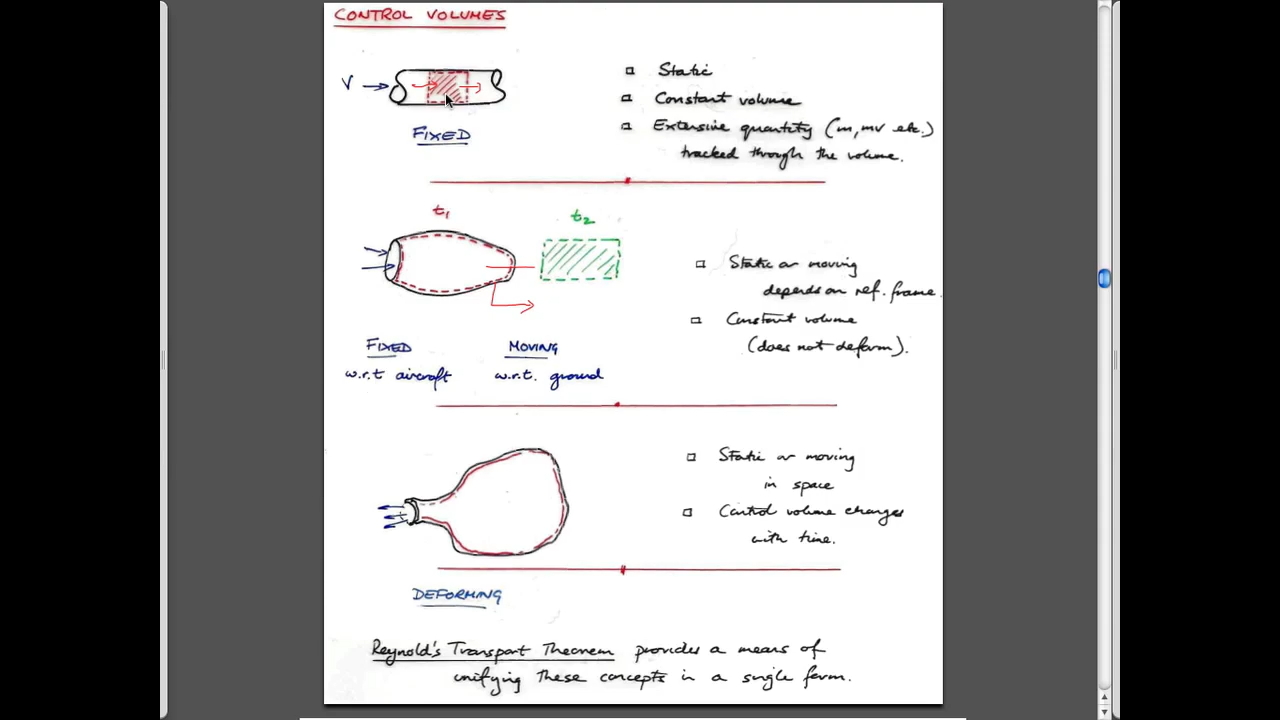 CONTROL VOLUMES
V
FIXED
Static
Constant volume
Extensive quantity (m, mv etc.)
tracked through the volume.
t1
t2
FIXED
w.r.t aircraft
MOVING
w.r.t. ground
Static or moving
depends on ref. frame.
Constant volume
(does not deform).
Static or moving
in space
Control volume changes
with time.
DEFORMING
Reynold's Transport Theorem provides a means of
unifying these concepts in a single form.